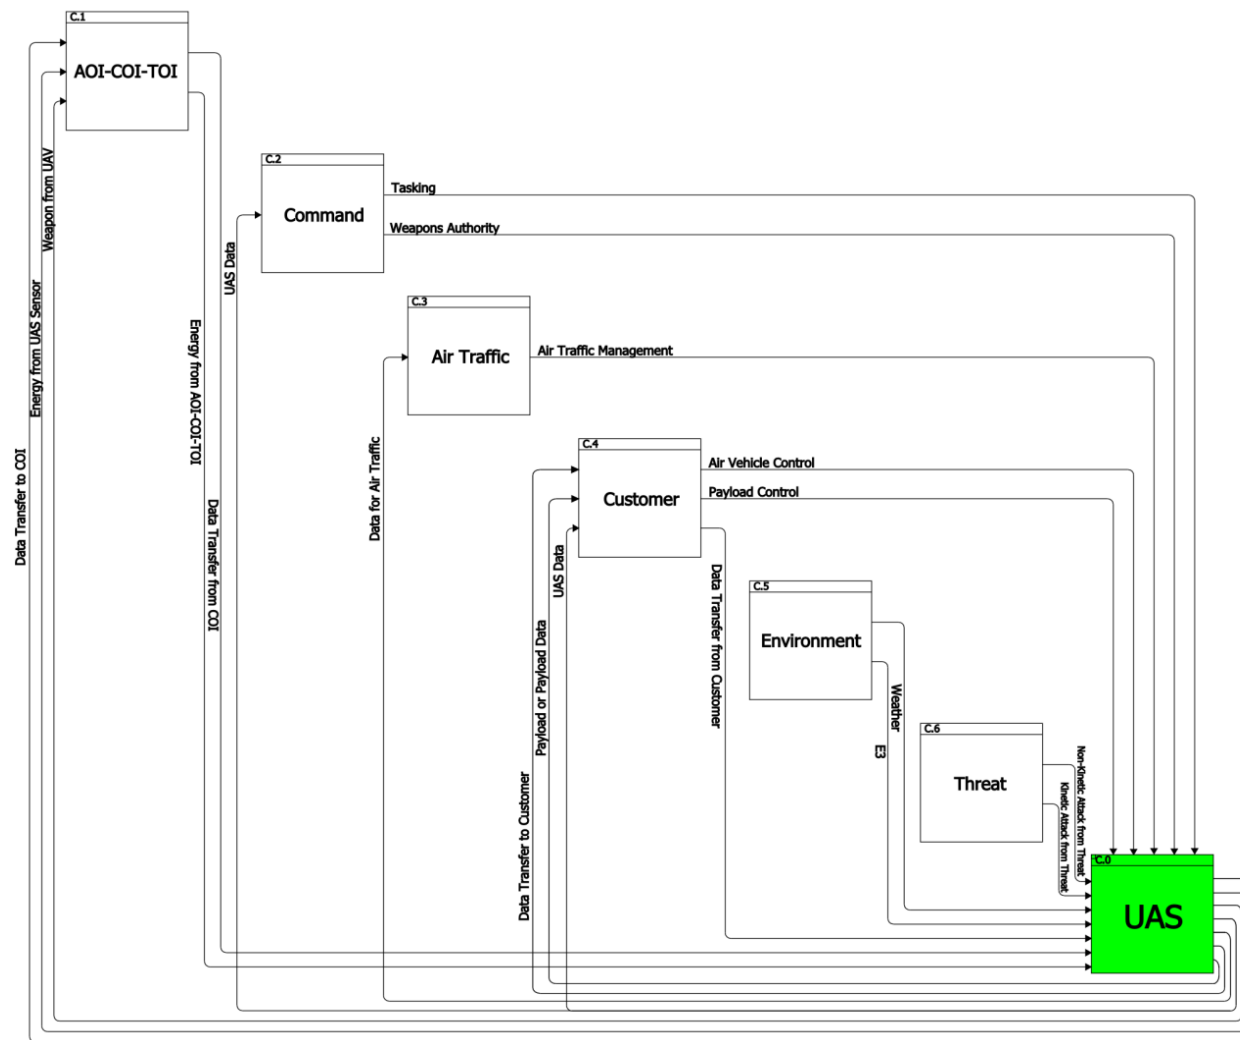 C.1
AOI-COI-TOI
C.2
Command
Tasking
Weapons Authority
C.3
Air Traffic
Air Traffic Management
C.4
Customer
Air Vehicle Control
Payload Control
C.5
Environment
C.6
Threat
C.0
UAS
Data Transfer to COI
Energy from UAS Sensor
Weapon from UAV
Energy from AOI-COI-TOI
Data Transfer from COI
UAS Data
Data for Air Traffic
Data Transfer to Customer
Payload or Payload Data
UAS Data
Data Transfer from Customer
Weather
E3
Non-Kinetic Attack from Threat
Kinetic Attack from Threat